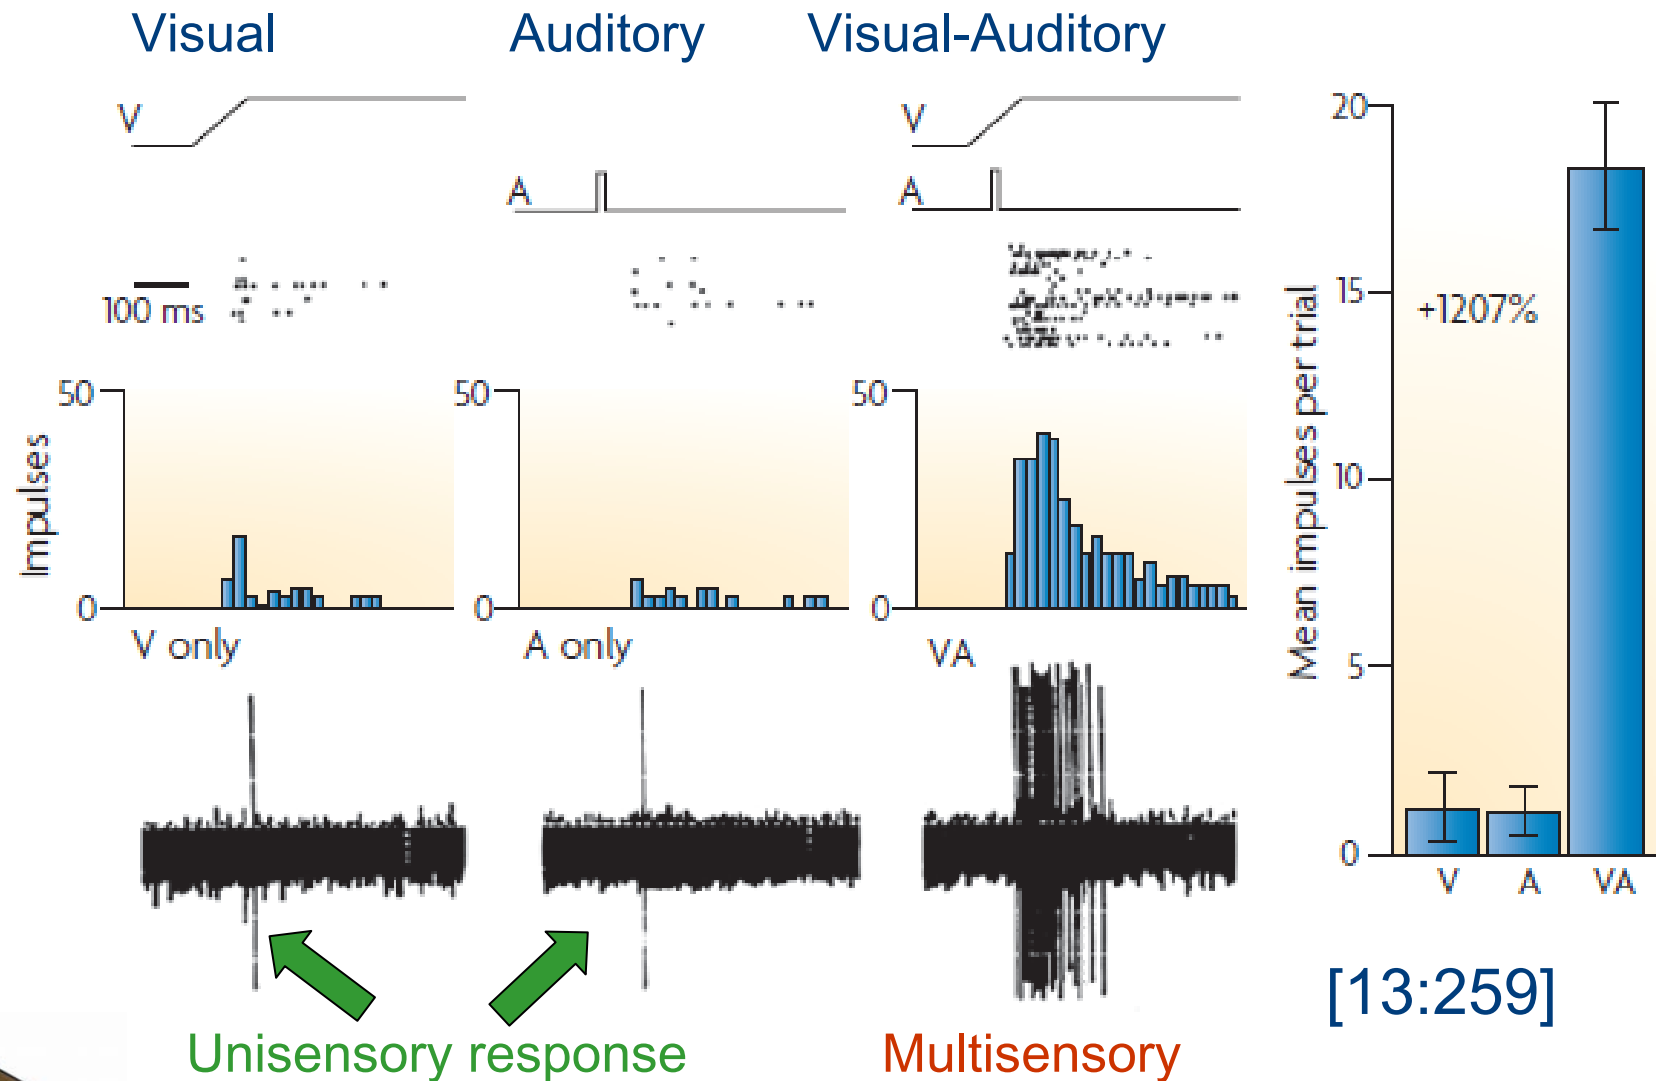 Visual Auditory Visual-Auditory
V V
A A
100 ms
50 50 50
Impulses
0 0 0
V only A only VA
20
15
10
5
0
Mean impulses per trial
+1207%
V A VA
Unisensory response Multisensory
[13:259]